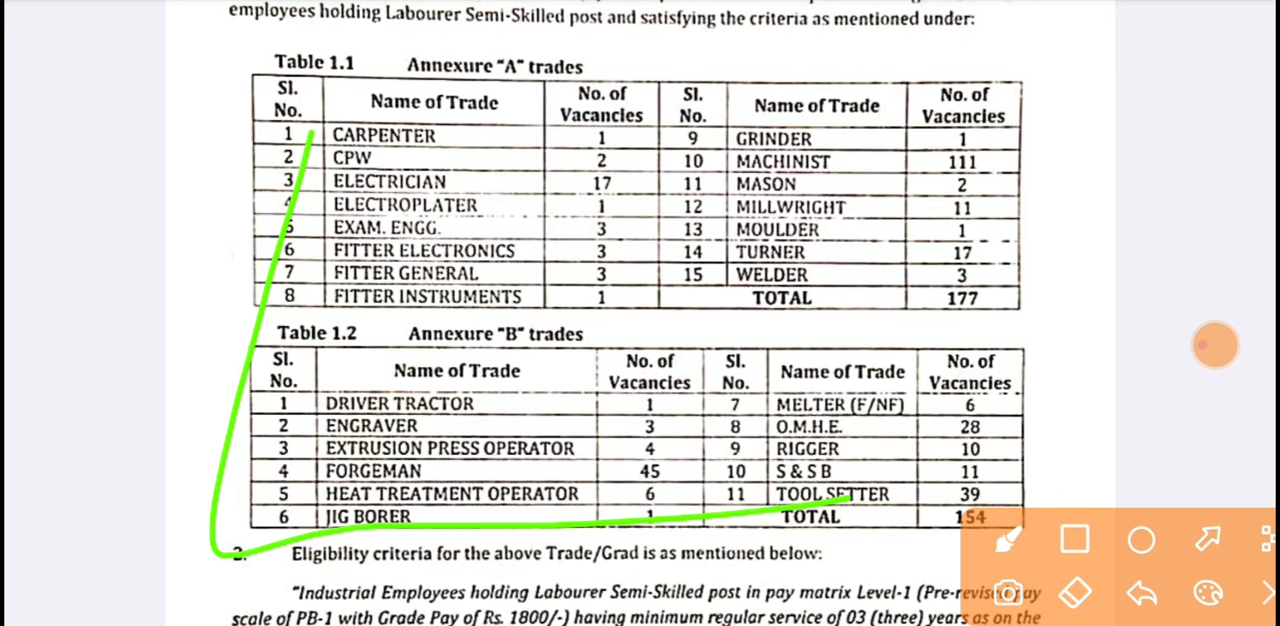 employees holding Labourer Semi-Skilled post and satisfying the criteria as mentioned under:
Table 1.1 Annexure "A" trades
Sl. No. Name of Trade No. of Vacancies Sl. No. Name of Trade No. of Vacancies
1 CARPENTER 1 9 GRINDER 1
2 CPW 2 10 MACHINIST 111
3 ELECTRICIAN 17 11 MASON 2
4 ELECTROPLATER 1 12 MILLWRIGHT 11
5 EXAM. ENGG. 3 13 MOULDER 1
6 FITTER ELECTRONICS 3 14 TURNER 17
7 FITTER GENERAL 3 15 WELDER 3
8 FITTER INSTRUMENTS 1 TOTAL 177
Table 1.2 Annexure "B" trades
Sl. No. Name of Trade No. of Vacancies Sl. No. Name of Trade No. of Vacancies
1 DRIVER TRACTOR 1 7 MELTER (F/NF) 6
2 ENGRAVER 3 8 O.M.H.E. 28
3 EXTRUSION PRESS OPERATOR 4 9 RIGGER 10
4 FORGEMAN 45 10 S & S B 11
5 HEAT TREATMENT OPERATOR 6 11 TOOL SETTER 39
6 JIG BORER 1 TOTAL 154
2. Eligibility criteria for the above Trade/Grad is as mentioned below:
"Industrial Employees holding Labourer Semi-Skilled post in pay matrix Level-1 (Pre-revised pay
scale of PB-1 with Grade Pay of Rs. 1800/-) having minimum regular service of 03 (three) years as on the